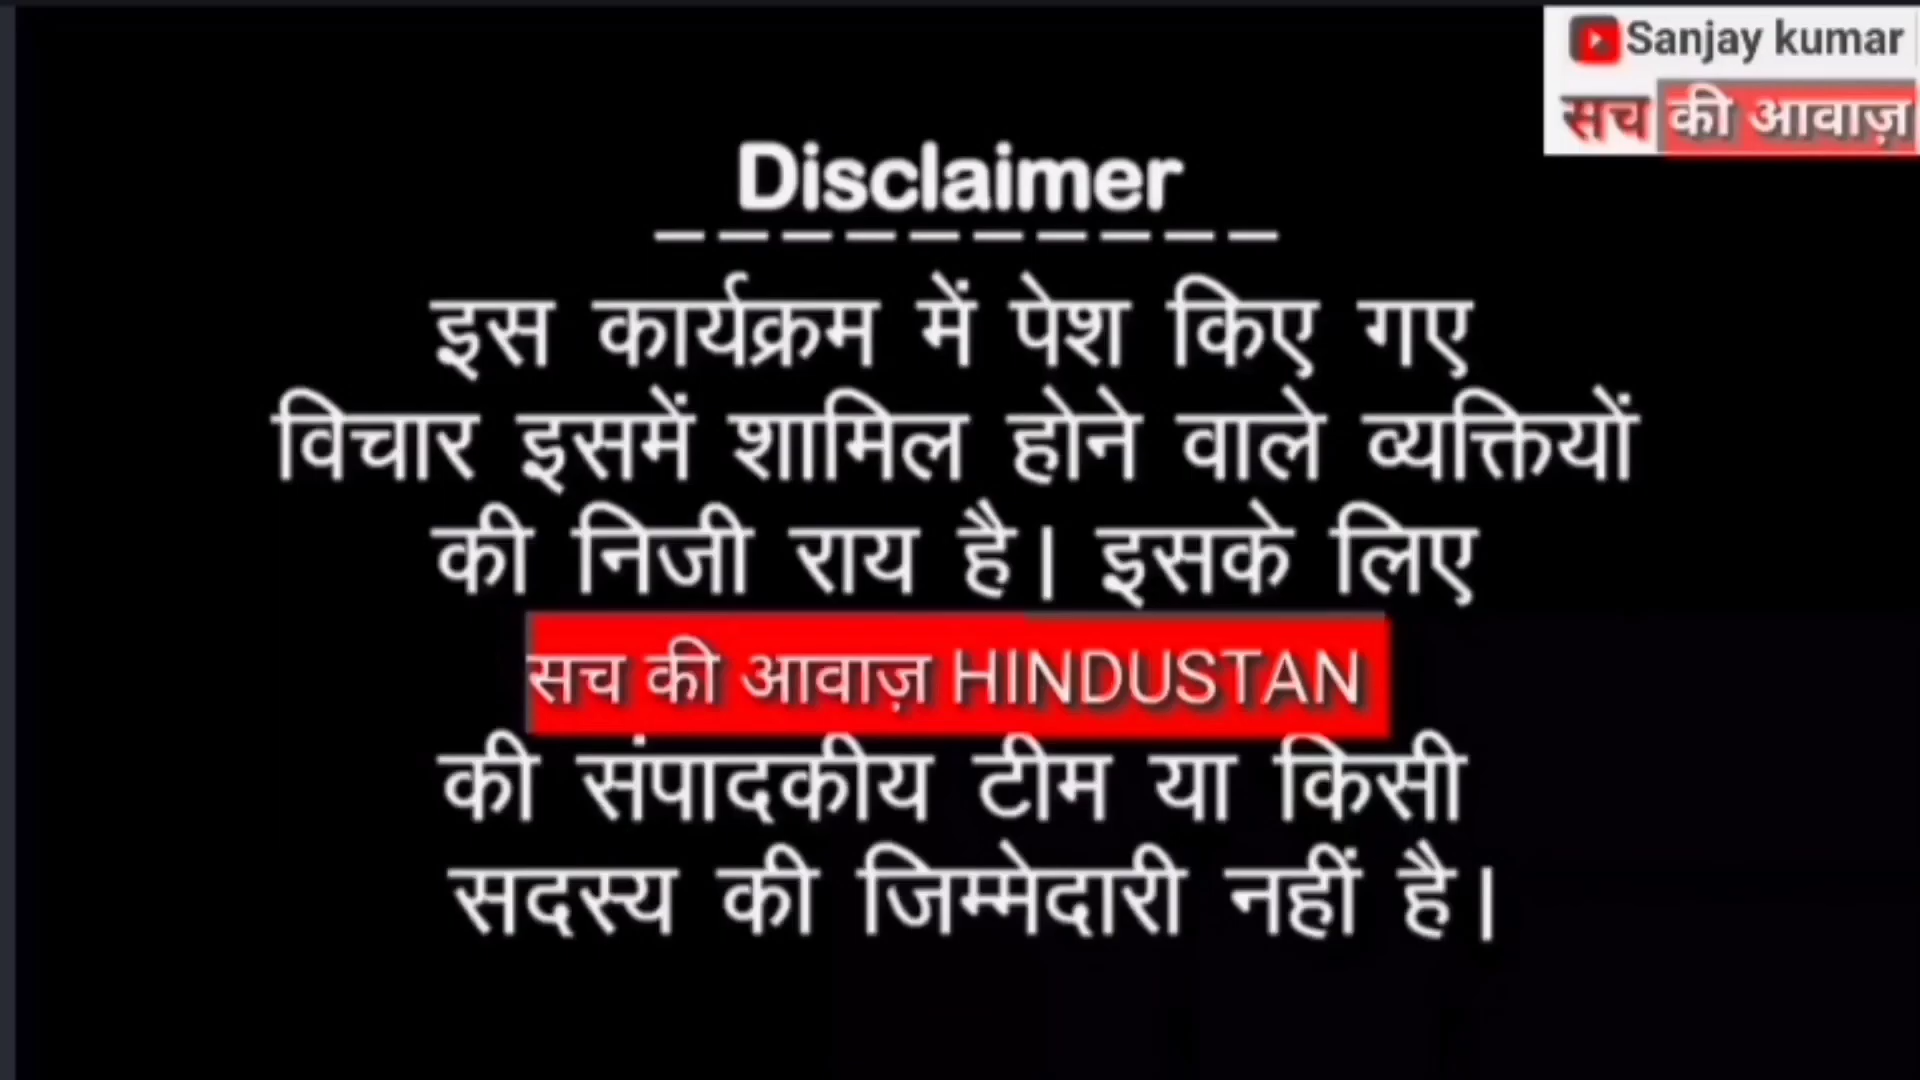 Sanjay kumar
सच की आवाज़
Disclaimer
इस कार्यक्रम में पेश किए गए
विचार इसमें शामिल होने वाले व्यक्तियों
की निजी राय है। इसके लिए
सच की आवाज़ HINDUSTAN
की संपादकीय टीम या किसी
सदस्य की जिम्मेदारी नहीं है।